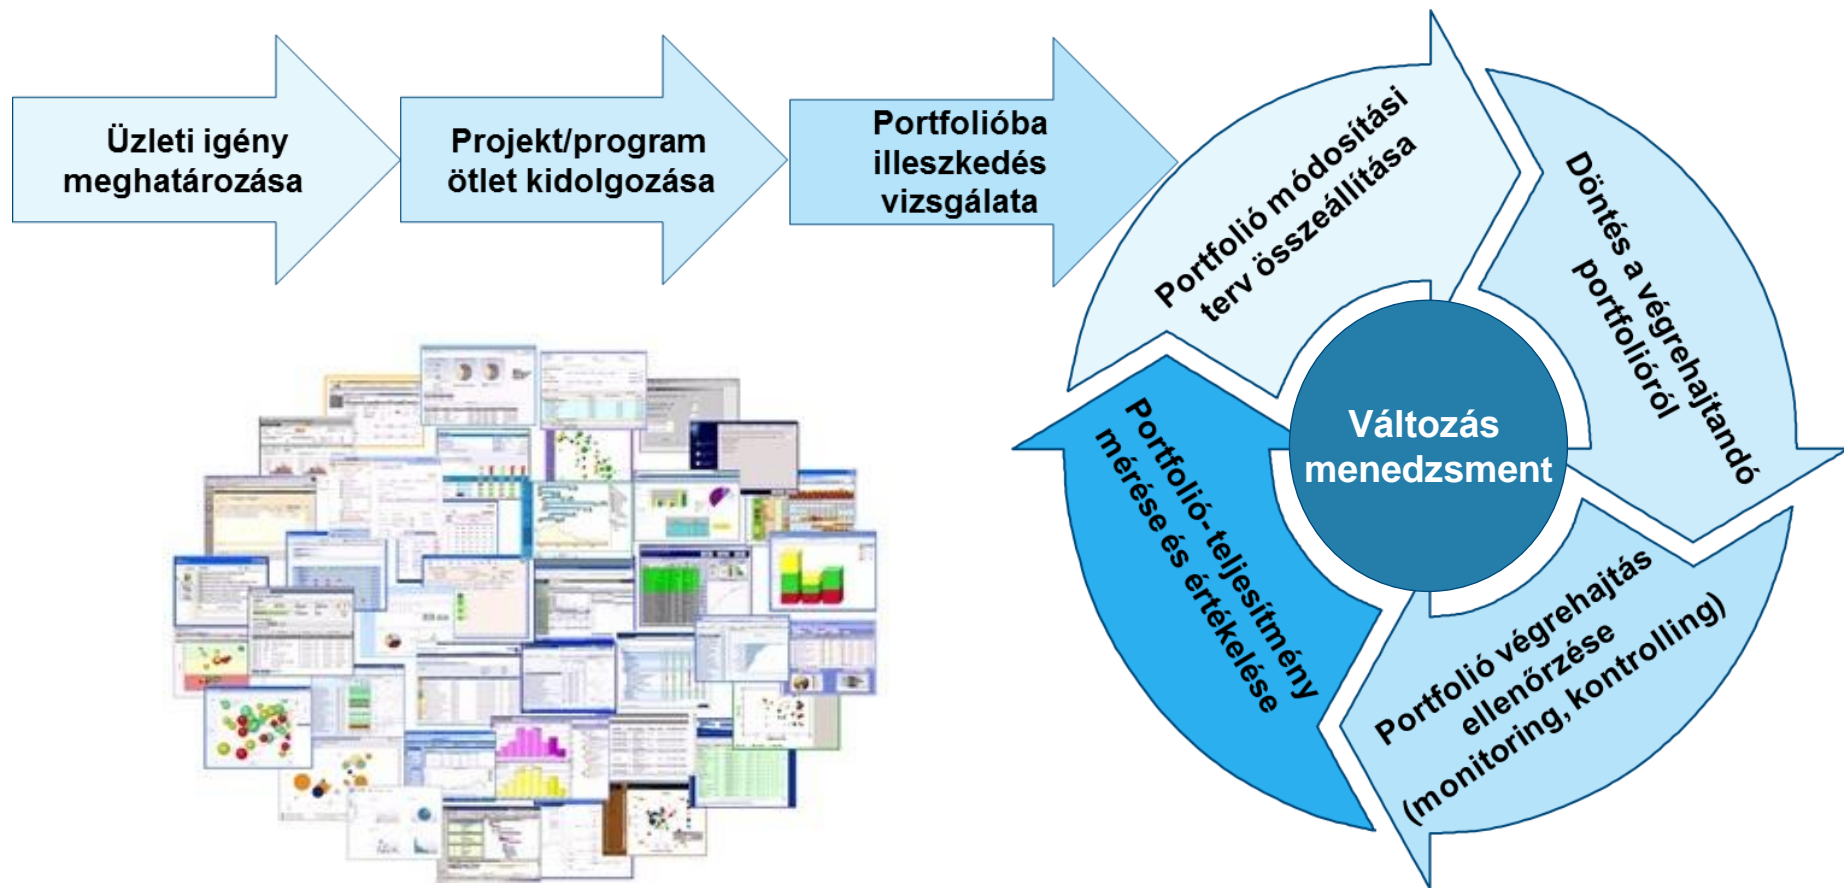 Üzleti igény
meghatározása
Projekt/program
ötlet kidolgozása
Portfolióba
illeszkedés
vizsgálata
Portfolió módosítási
terv összeállítása
Döntés a végrehajtandó
portfolióról
Portfolió végrehajtás
ellenőrzése
(monitoring, kontrolling)
Portfolió-teljesítmény
mérése és értékelése
Változás
menedzsment